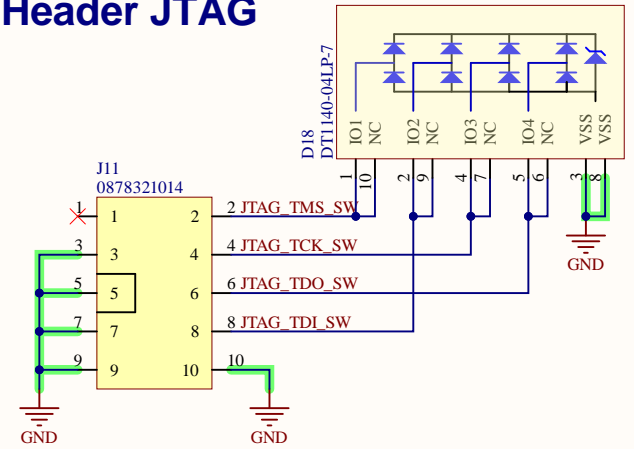 Header JTAG
D18
DT1140-04LP-7
IO1
NC
IO2
NC
IO3
NC
IO4
NC
VSS
VSS
1
10
2
9
4
7
5
6
3
8
GND
J11
0878321014
1 1 2 2 JTAG_TMS_SW
3 3 4 4 JTAG_TCK_SW
5 5 6 6 JTAG_TDO_SW
7 7 8 8 JTAG_TDI_SW
9 9 10 10
GND
GND